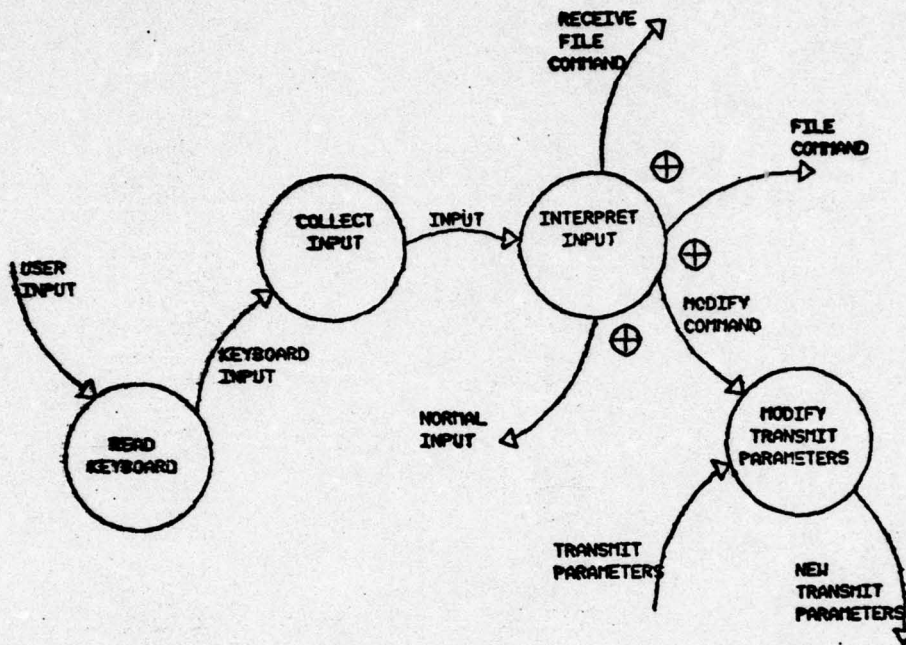 RECEIVE
FILE
COMMAND
FILE
COMMAND
COLLECT
INPUT
INPUT
INTERPRET
INPUT
USER
INPUT
MODIFY
COMMAND
KEYBOARD
INPUT
NORMAL
INPUT
MODIFY
TRANSMIT
PARAMETERS
READ
KEYBOARD
TRANSMIT
PARAMETERS
NEW
TRANSMIT
PARAMETERS